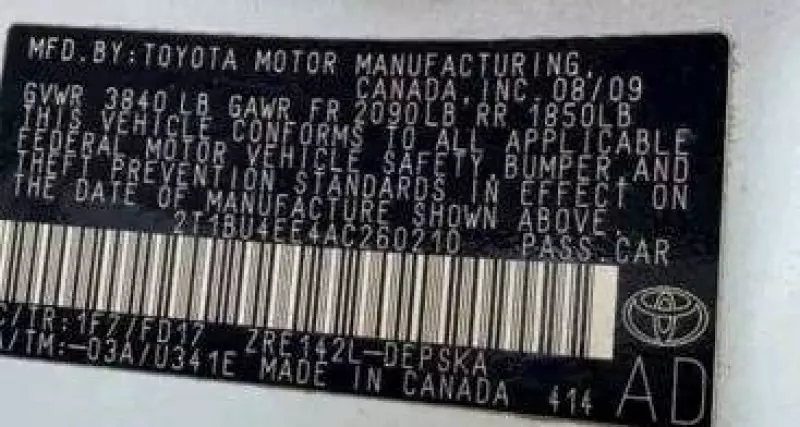 MFD.BY:TOYOTA MOTOR MANUFACTURING,
CANADA,INC. 08/09
GVWR 3840 LB GAWR FR 2090LB RR 1850LB
THIS VEHICLE CONFORMS TO ALL APPLICABLE
FEDERAL MOTOR VEHICLE SAFETY,BUMPER,AND
THEFT PREVENTION STANDARDS IN EFFECT ON
THE DATE OF MANUFACTURE SHOWN ABOVE.
2T1BU4EE4AC260210 PASS.CAR
C/TR:1F7/FD17 ZRE142L-DEPSKA
/TM:-03A/U341E MADE IN CANADA 414
AD